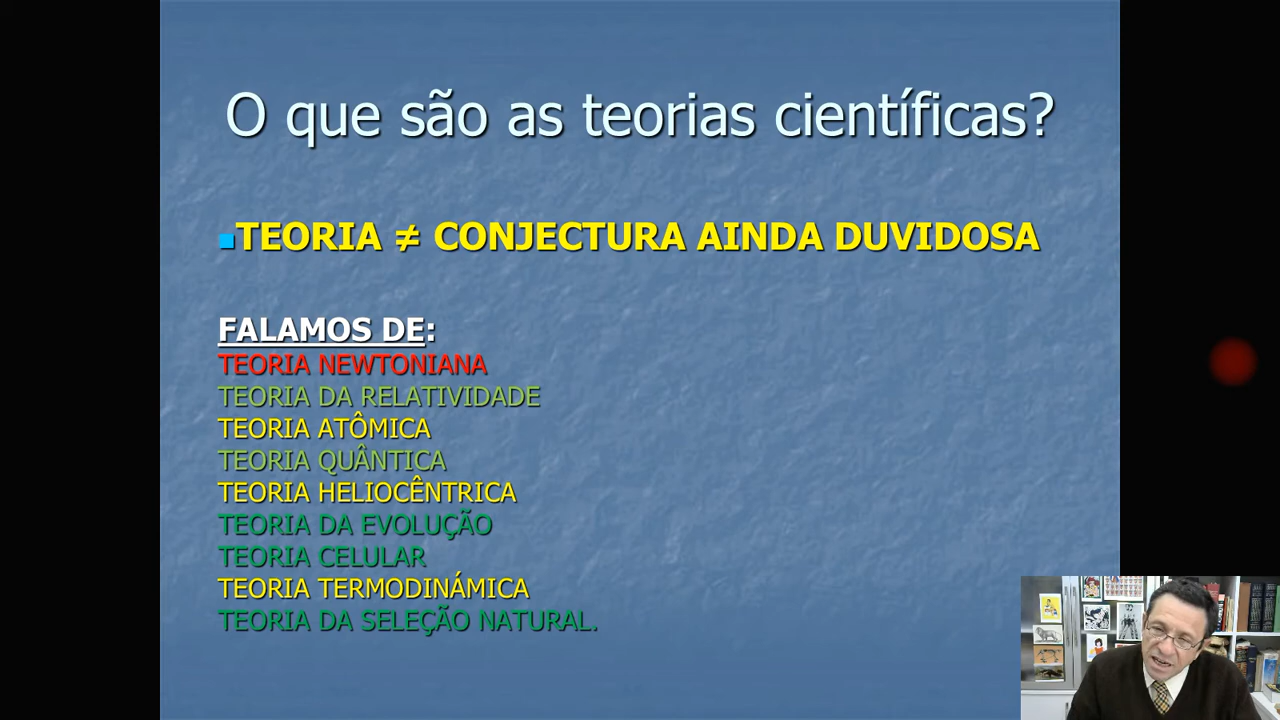 O que são as teorias científicas?
TEORIA ≠ CONJECTURA AINDA DUVIDOSA
FALAMOS DE:
TEORIA NEWTONIANA
TEORIA DA RELATIVIDADE
TEORIA ATÔMICA
TEORIA QUÂNTICA
TEORIA HELIOCÊNTRICA
TEORIA DA EVOLUÇÃO
TEORIA CELULAR
TEORIA TERMODINÁMICA
TEORIA DA SELEÇÃO NATURAL.